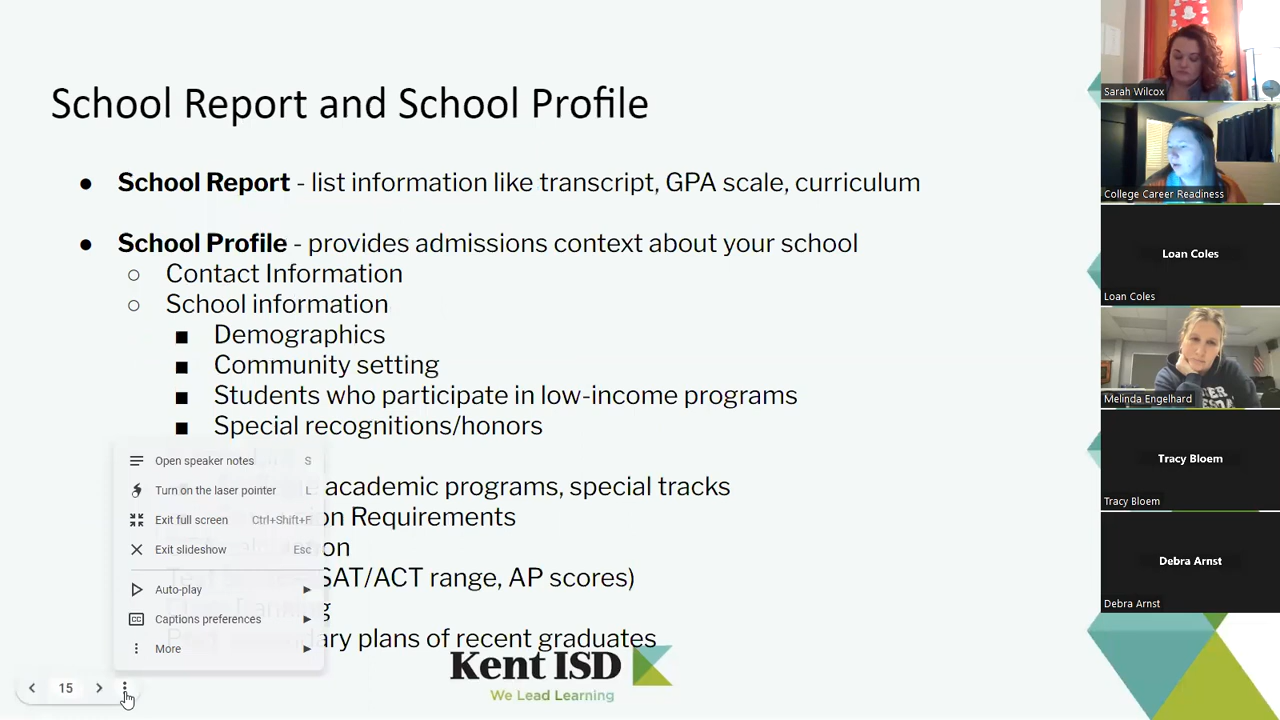 School Report and School Profile
● School Report - list information like transcript, GPA scale, curriculum
● School Profile - provides admissions context about your school
○ Contact Information
○ School information
■ Demographics
■ Community setting
■ Students who participate in low-income programs
■ Special recognitions/honors
academic programs, special tracks
Requirements
SAT/ACT range, AP scores)
plans of recent graduates
Open speaker notes S
Turn on the laser pointer L
Exit full screen Ctrl+Shift+F
Exit slideshow Esc
Auto-play
CC Captions preferences
More
15
Kent ISD
We Lead Learning
Sarah Wilcox
College Career Readiness
Loan Coles
Loan Coles
Melinda Engelhard
Tracy Bloem
Tracy Bloem
Debra Arnst
Debra Arnst